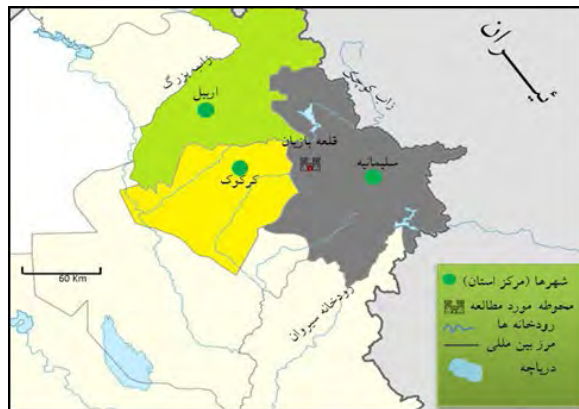 ایران
زاب بزرگ
زاب کوچک
اربیل
قلعه بازیان
سلیمانیه
کرکوک
60 Km
رودخانه سیروان
شهرها (مرکز استان)
محوطه مورد مطالعه
رودخانه ها
مرز بین مللی
دریاچه